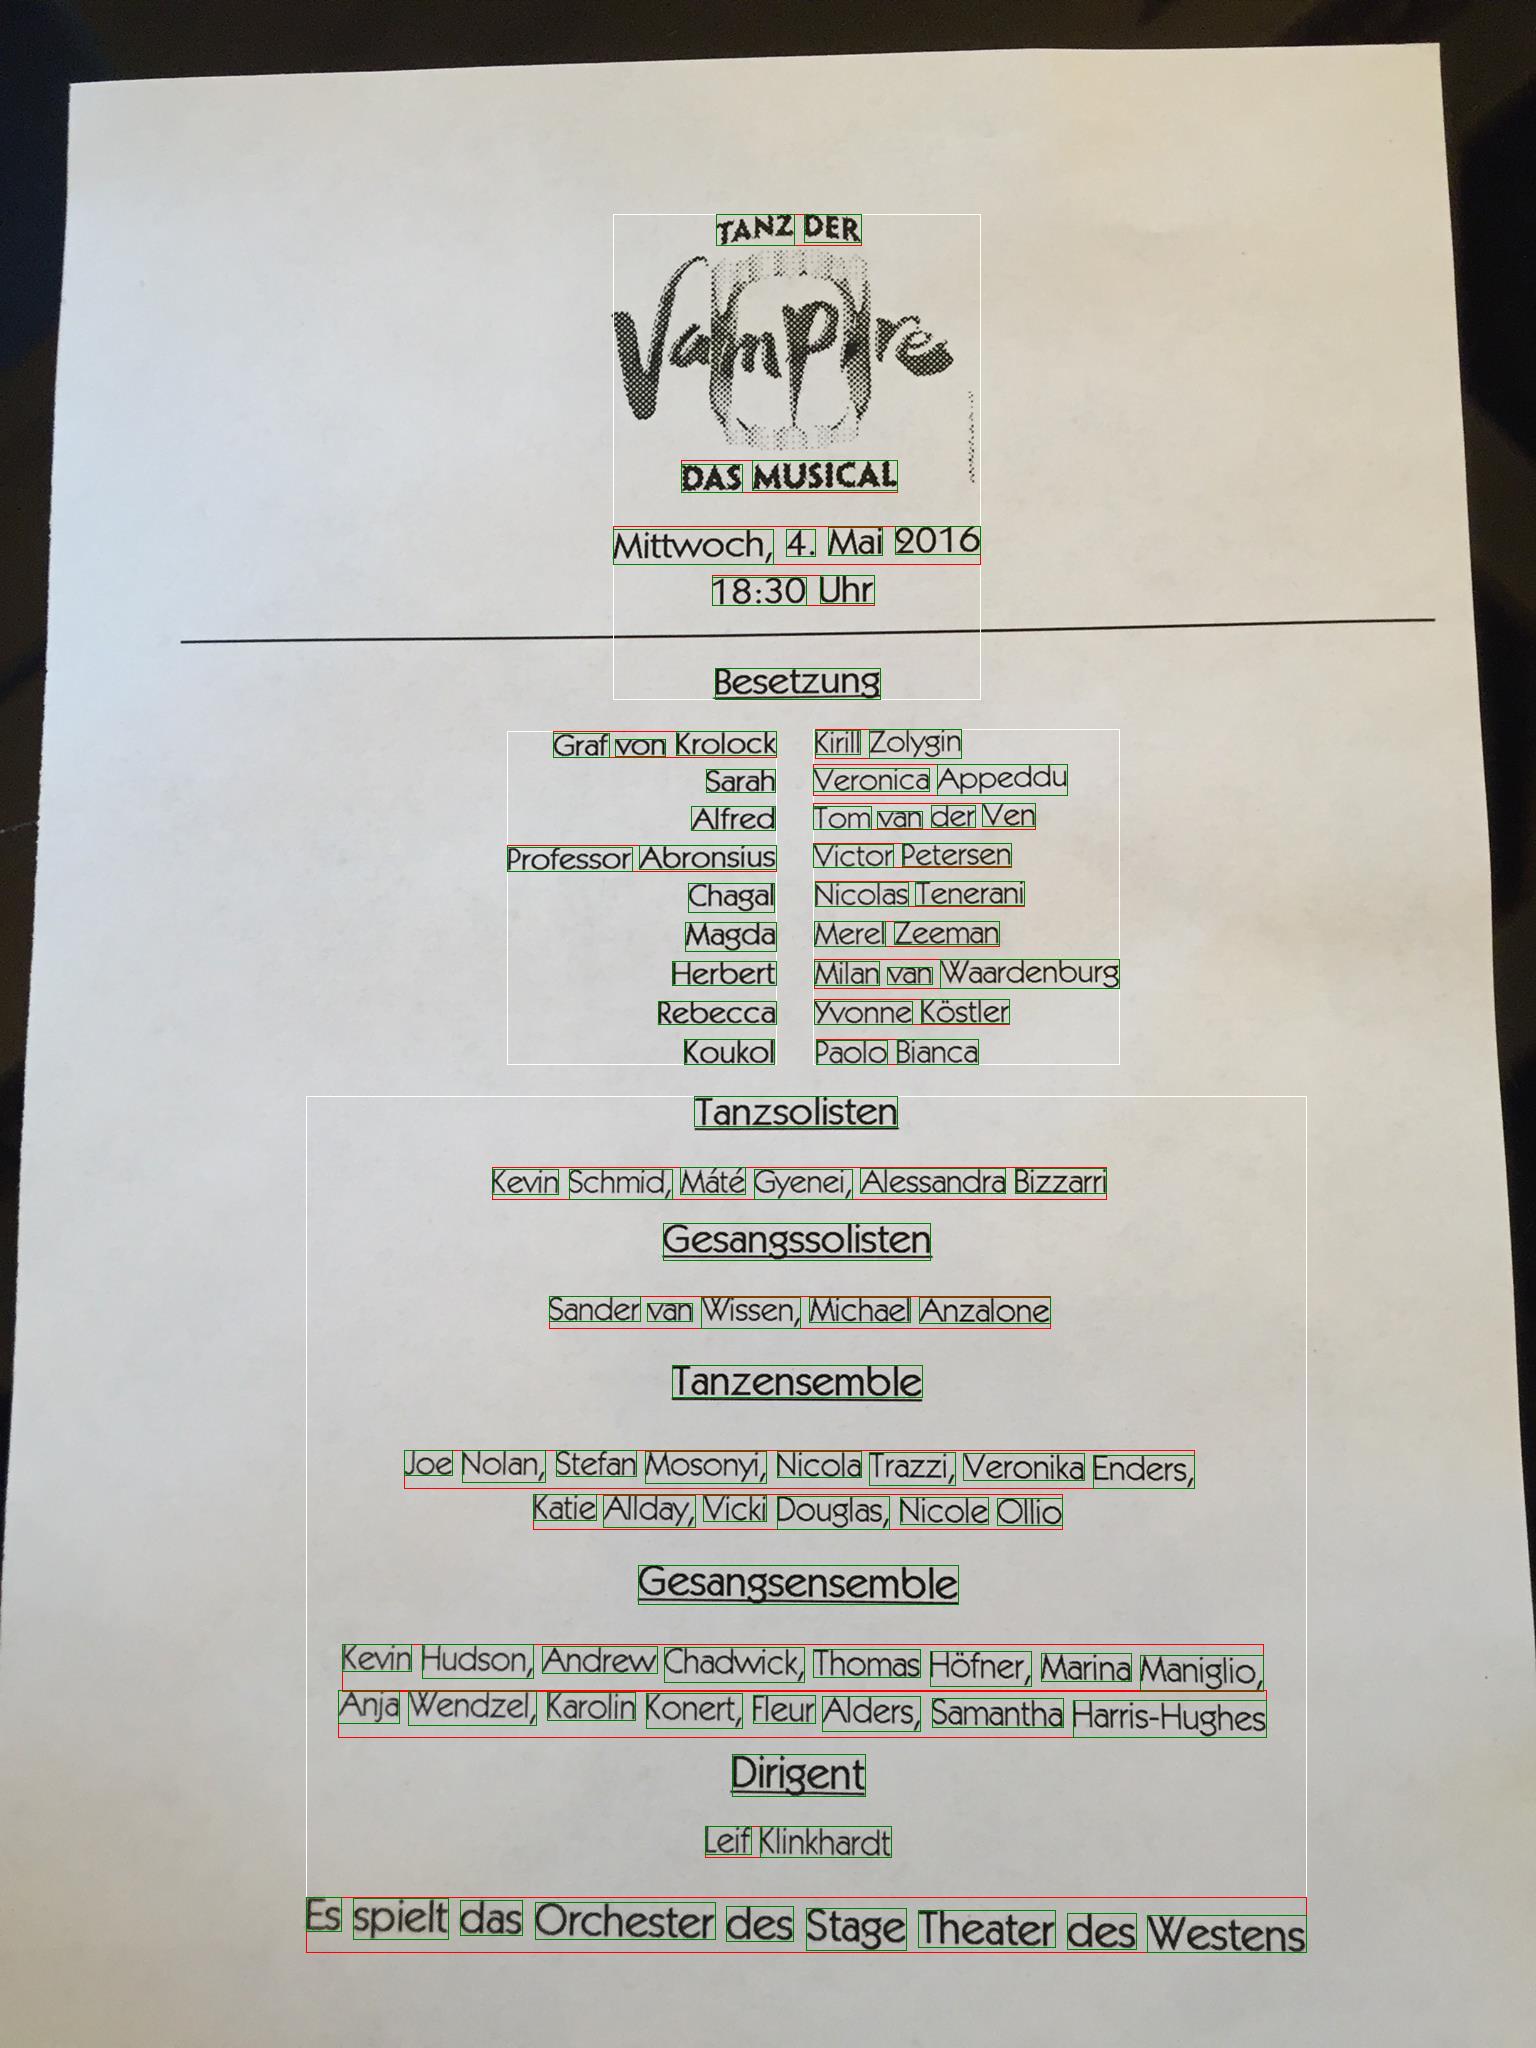 TANZ DER
Vampire
DAS MUSICAL
Mittwoch, 4. Mai 2016
18:30 Uhr
Besetzung
Graf von Krolock Kirill Zolygin
Sarah Veronica Appeddu
Alfred Tom van der Ven
Professor Abronsius Victor Petersen
Chagal Nicolas Tenerani
Magda Merel Zeeman
Herbert Milan van Waardenburg
Rebecca Yvonne Köstler
Koukol Paolo Bianca
Tanzsolisten
Kevin Schmid, Máté Gyenei, Alessandra Bizzarri
Gesangssolisten
Sander van Wissen, Michael Anzalone
Tanzensemble
Joe Nolan, Stefan Mosonyi, Nicola Trazzi, Veronika Enders,
Katie Allday, Vicki Douglas, Nicole Ollio
Gesangsensemble
Kevin Hudson, Andrew Chadwick, Thomas Höfner, Marina Maniglio,
Anja Wendzel, Karolin Konert, Fleur Alders, Samantha Harris-Hughes
Dirigent
Leif Klinkhardt
Es spielt das Orchester des Stage Theater des Westens